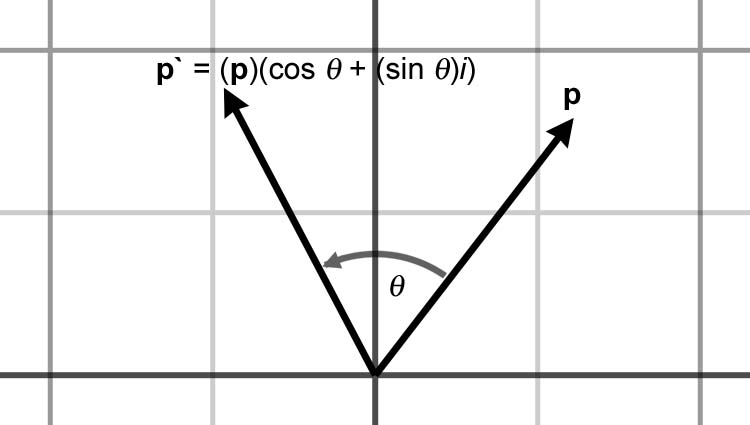 p` = (p)(cos θ + (sin θ)i)
p
θ